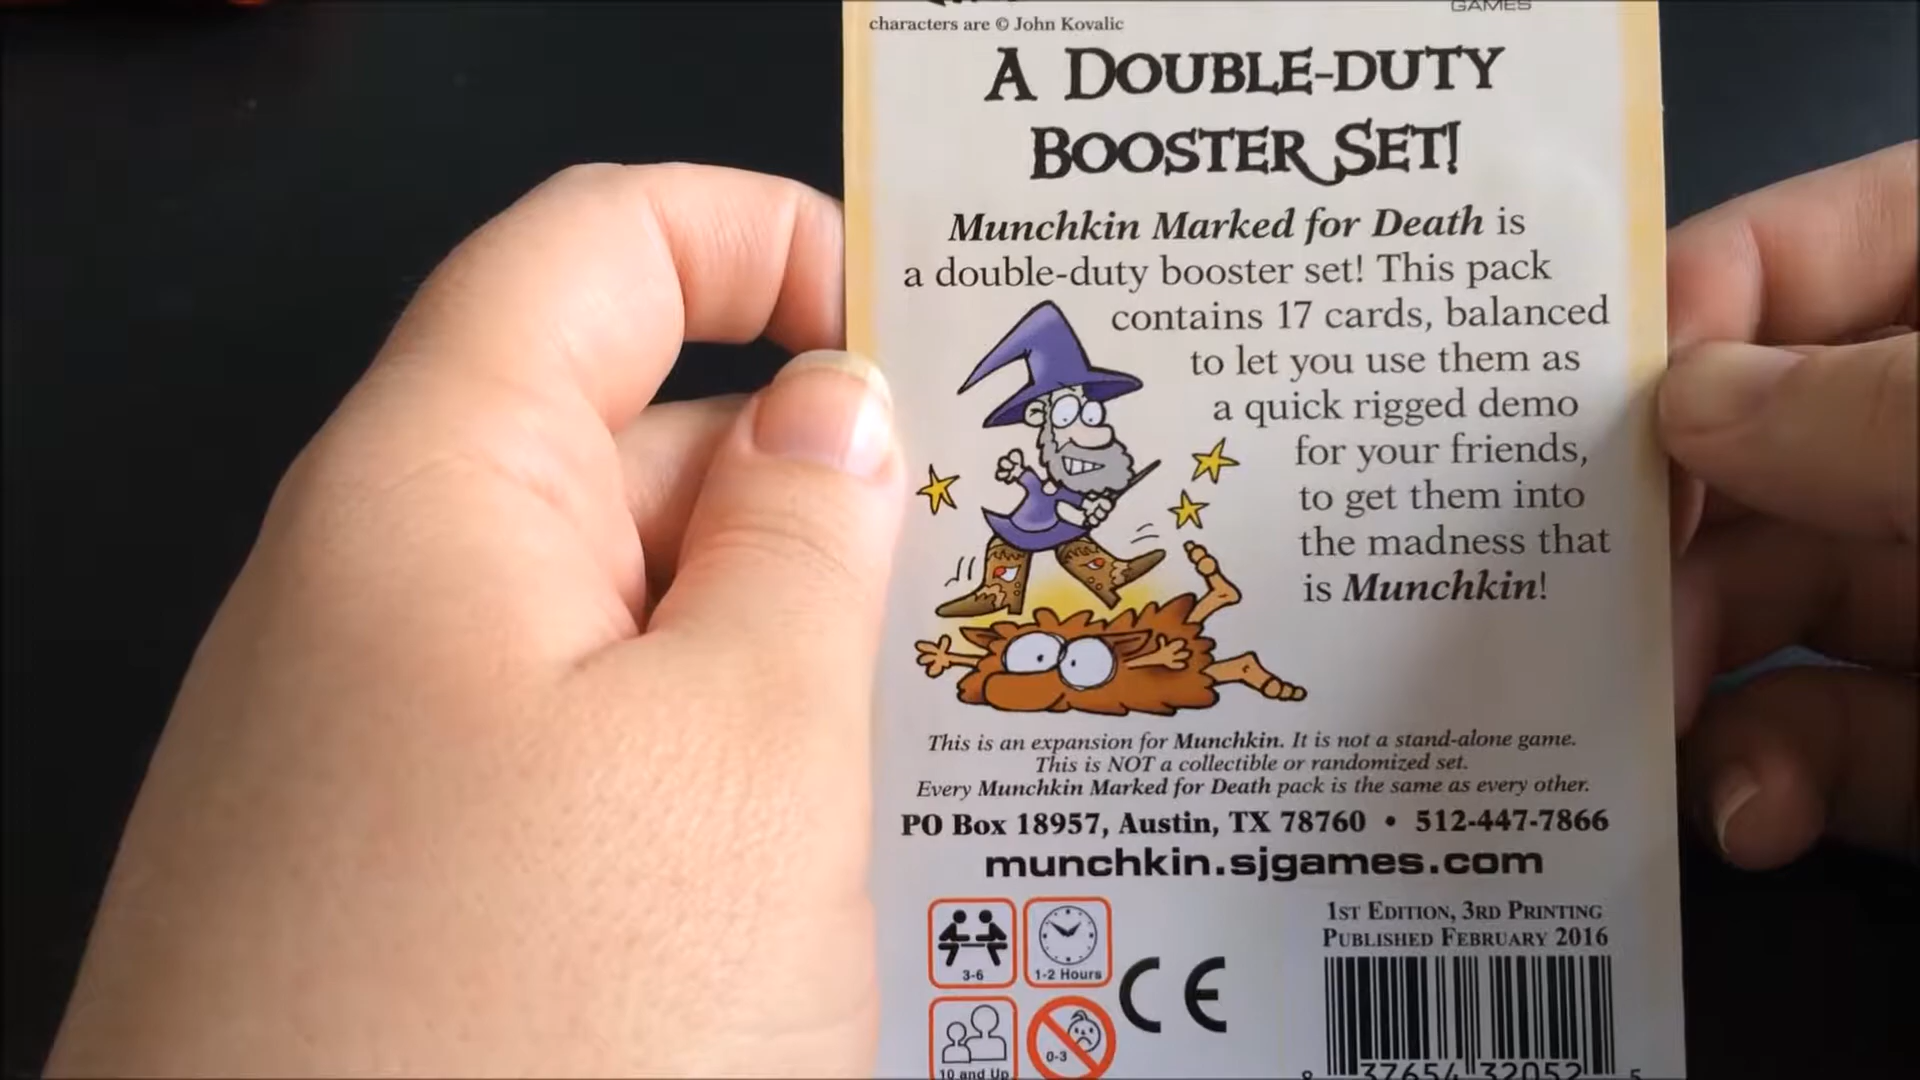 GAMES
characters are © John Kovalic
A DOUBLE-DUTY
BOOSTER SET!
Munchkin Marked for Death is
a double-duty booster set! This pack
contains 17 cards, balanced
to let you use them as
a quick rigged demo
for your friends,
to get them into
the madness that
is Munchkin!
This is an expansion for Munchkin. It is not a stand-alone game.
This is NOT a collectible or randomized set.
Every Munchkin Marked for Death pack is the same as every other.
PO Box 18957, Austin, TX 78760 • 512-447-7866
munchkin.sjgames.com
1ST EDITION, 3RD PRINTING
PUBLISHED FEBRUARY 2016
3-6
1-2 Hours
CE
0-3
10 and Up
8 37654 32052 5